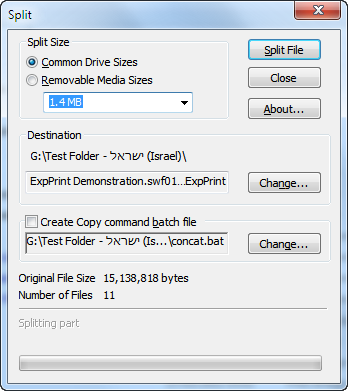 Split
Split Size
Common Drive Sizes
Removable Media Sizes
1.4 MB
Split File
Close
About...
Destination
G:\Test Folder - ישראל (Israel)\
ExpPrint Demonstration.swf01...ExpPrint
Change...
Create Copy command batch file
G:\Test Folder - ישראל (Is...\concat.bat
Change...
Original File Size 15,138,818 bytes
Number of Files 11
Splitting part